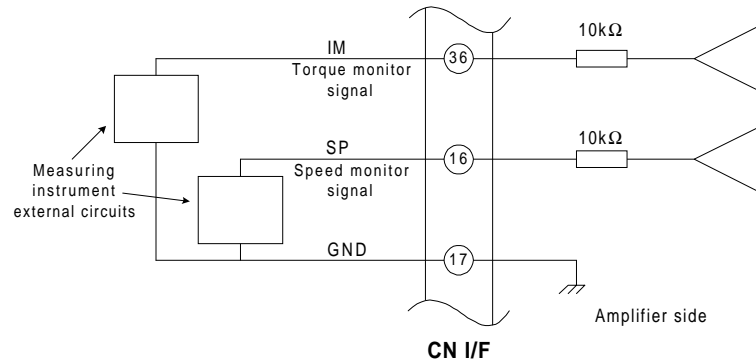 10kΩ
IM
36
Torque monitor
signal
10kΩ
SP
16
Speed monitor
signal
Measuring
instrument
external circuits
GND
17
Amplifier side
CN I/F